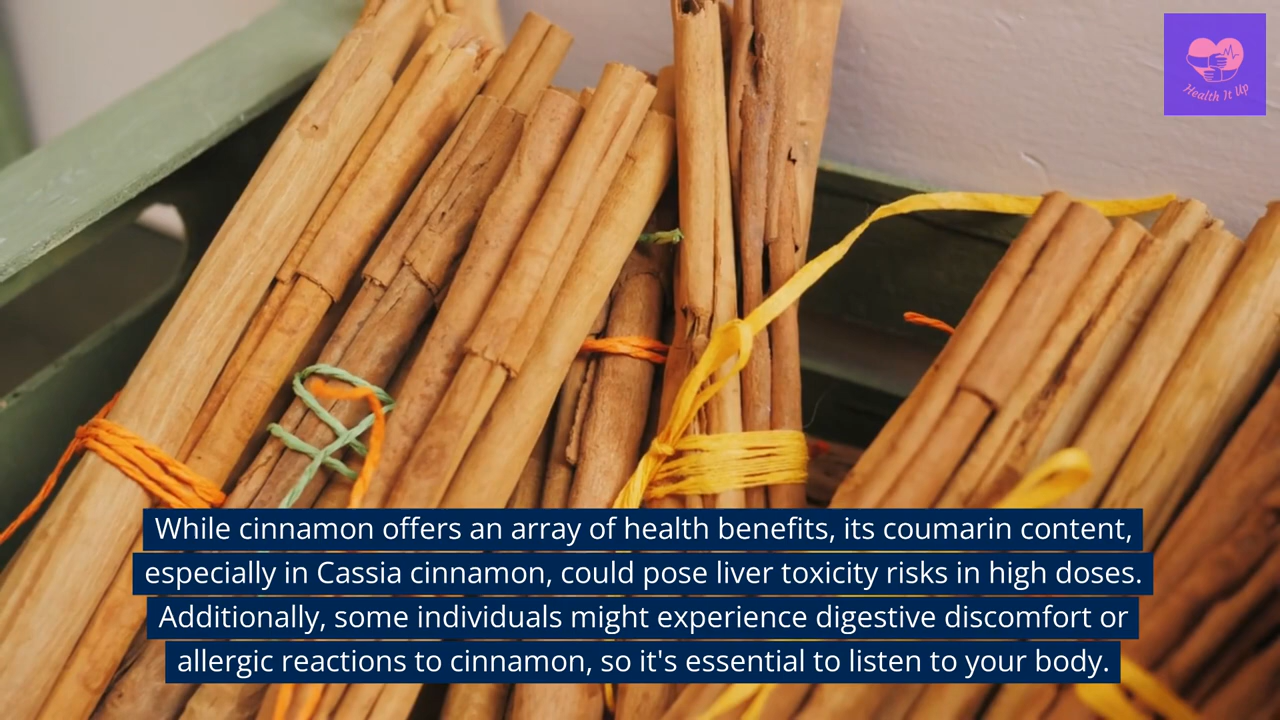 Health It Up
While cinnamon offers an array of health benefits, its coumarin content,
especially in Cassia cinnamon, could pose liver toxicity risks in high doses.
Additionally, some individuals might experience digestive discomfort or
allergic reactions to cinnamon, so it's essential to listen to your body.